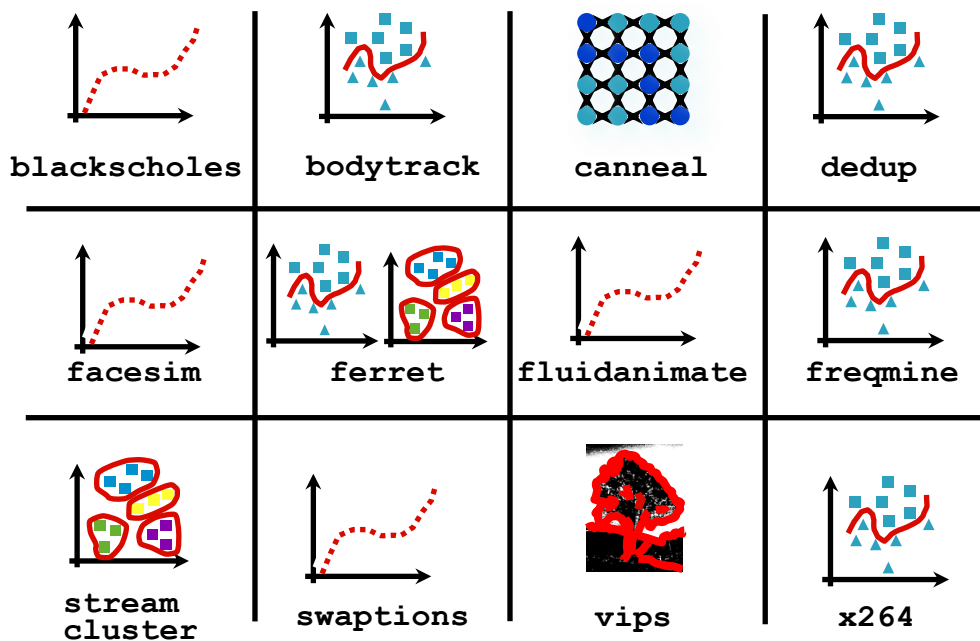 blackscholes
bodytrack
canneal
dedup
facesim
ferret
fluidanimate
freqmine
stream
cluster
swaptions
vips
x264